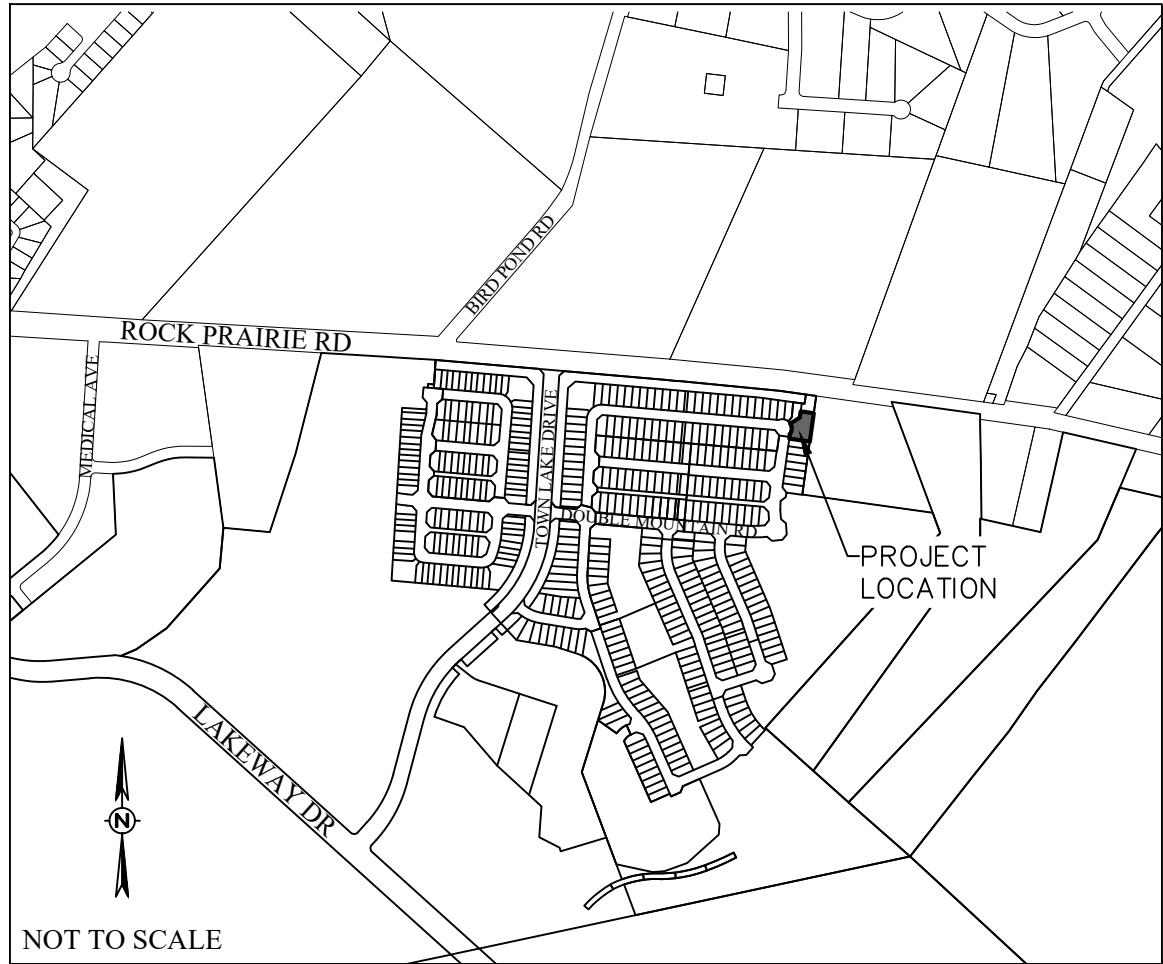 BIRD POND RD
ROCK PRAIRIE RD
MEDICAL AVE
TOWN LAKE DRIVE
DOUBLE MOUNTAIN RD
PROJECT
LOCATION
LAKEWAY DR
N
NOT TO SCALE